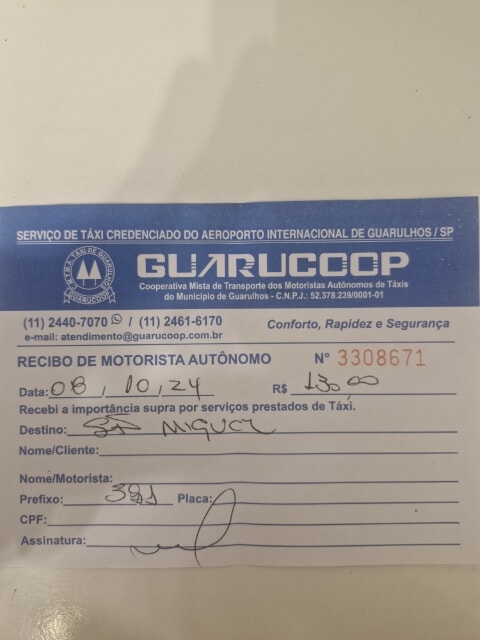 SERVIÇO DE TÁXI CREDENCIADO DO AEROPORTO INTERNACIONAL DE GUARULHOS / SP
GUARUCOOP
Cooperativa Mista de Transporte dos Motoristas Autônomos de Táxis
do Município de Guarulhos - C.N.P.J.: 52.378.239/0001-01
(11) 2440-7070 / (11) 2461-6170
e-mail: atendimento@guarucoop.com.br
Conforto, Rapidez e Segurança
RECIBO DE MOTORISTA AUTÔNOMO Nº 3308671
Data: 08 , 10 , 24 R$ 130,00
Recebi a importância supra por serviços prestados de Táxi.
Destino: MIGUEL
Nome/Cliente:
Nome/Motorista:
Prefixo: Placa:
CPF:
Assinatura: